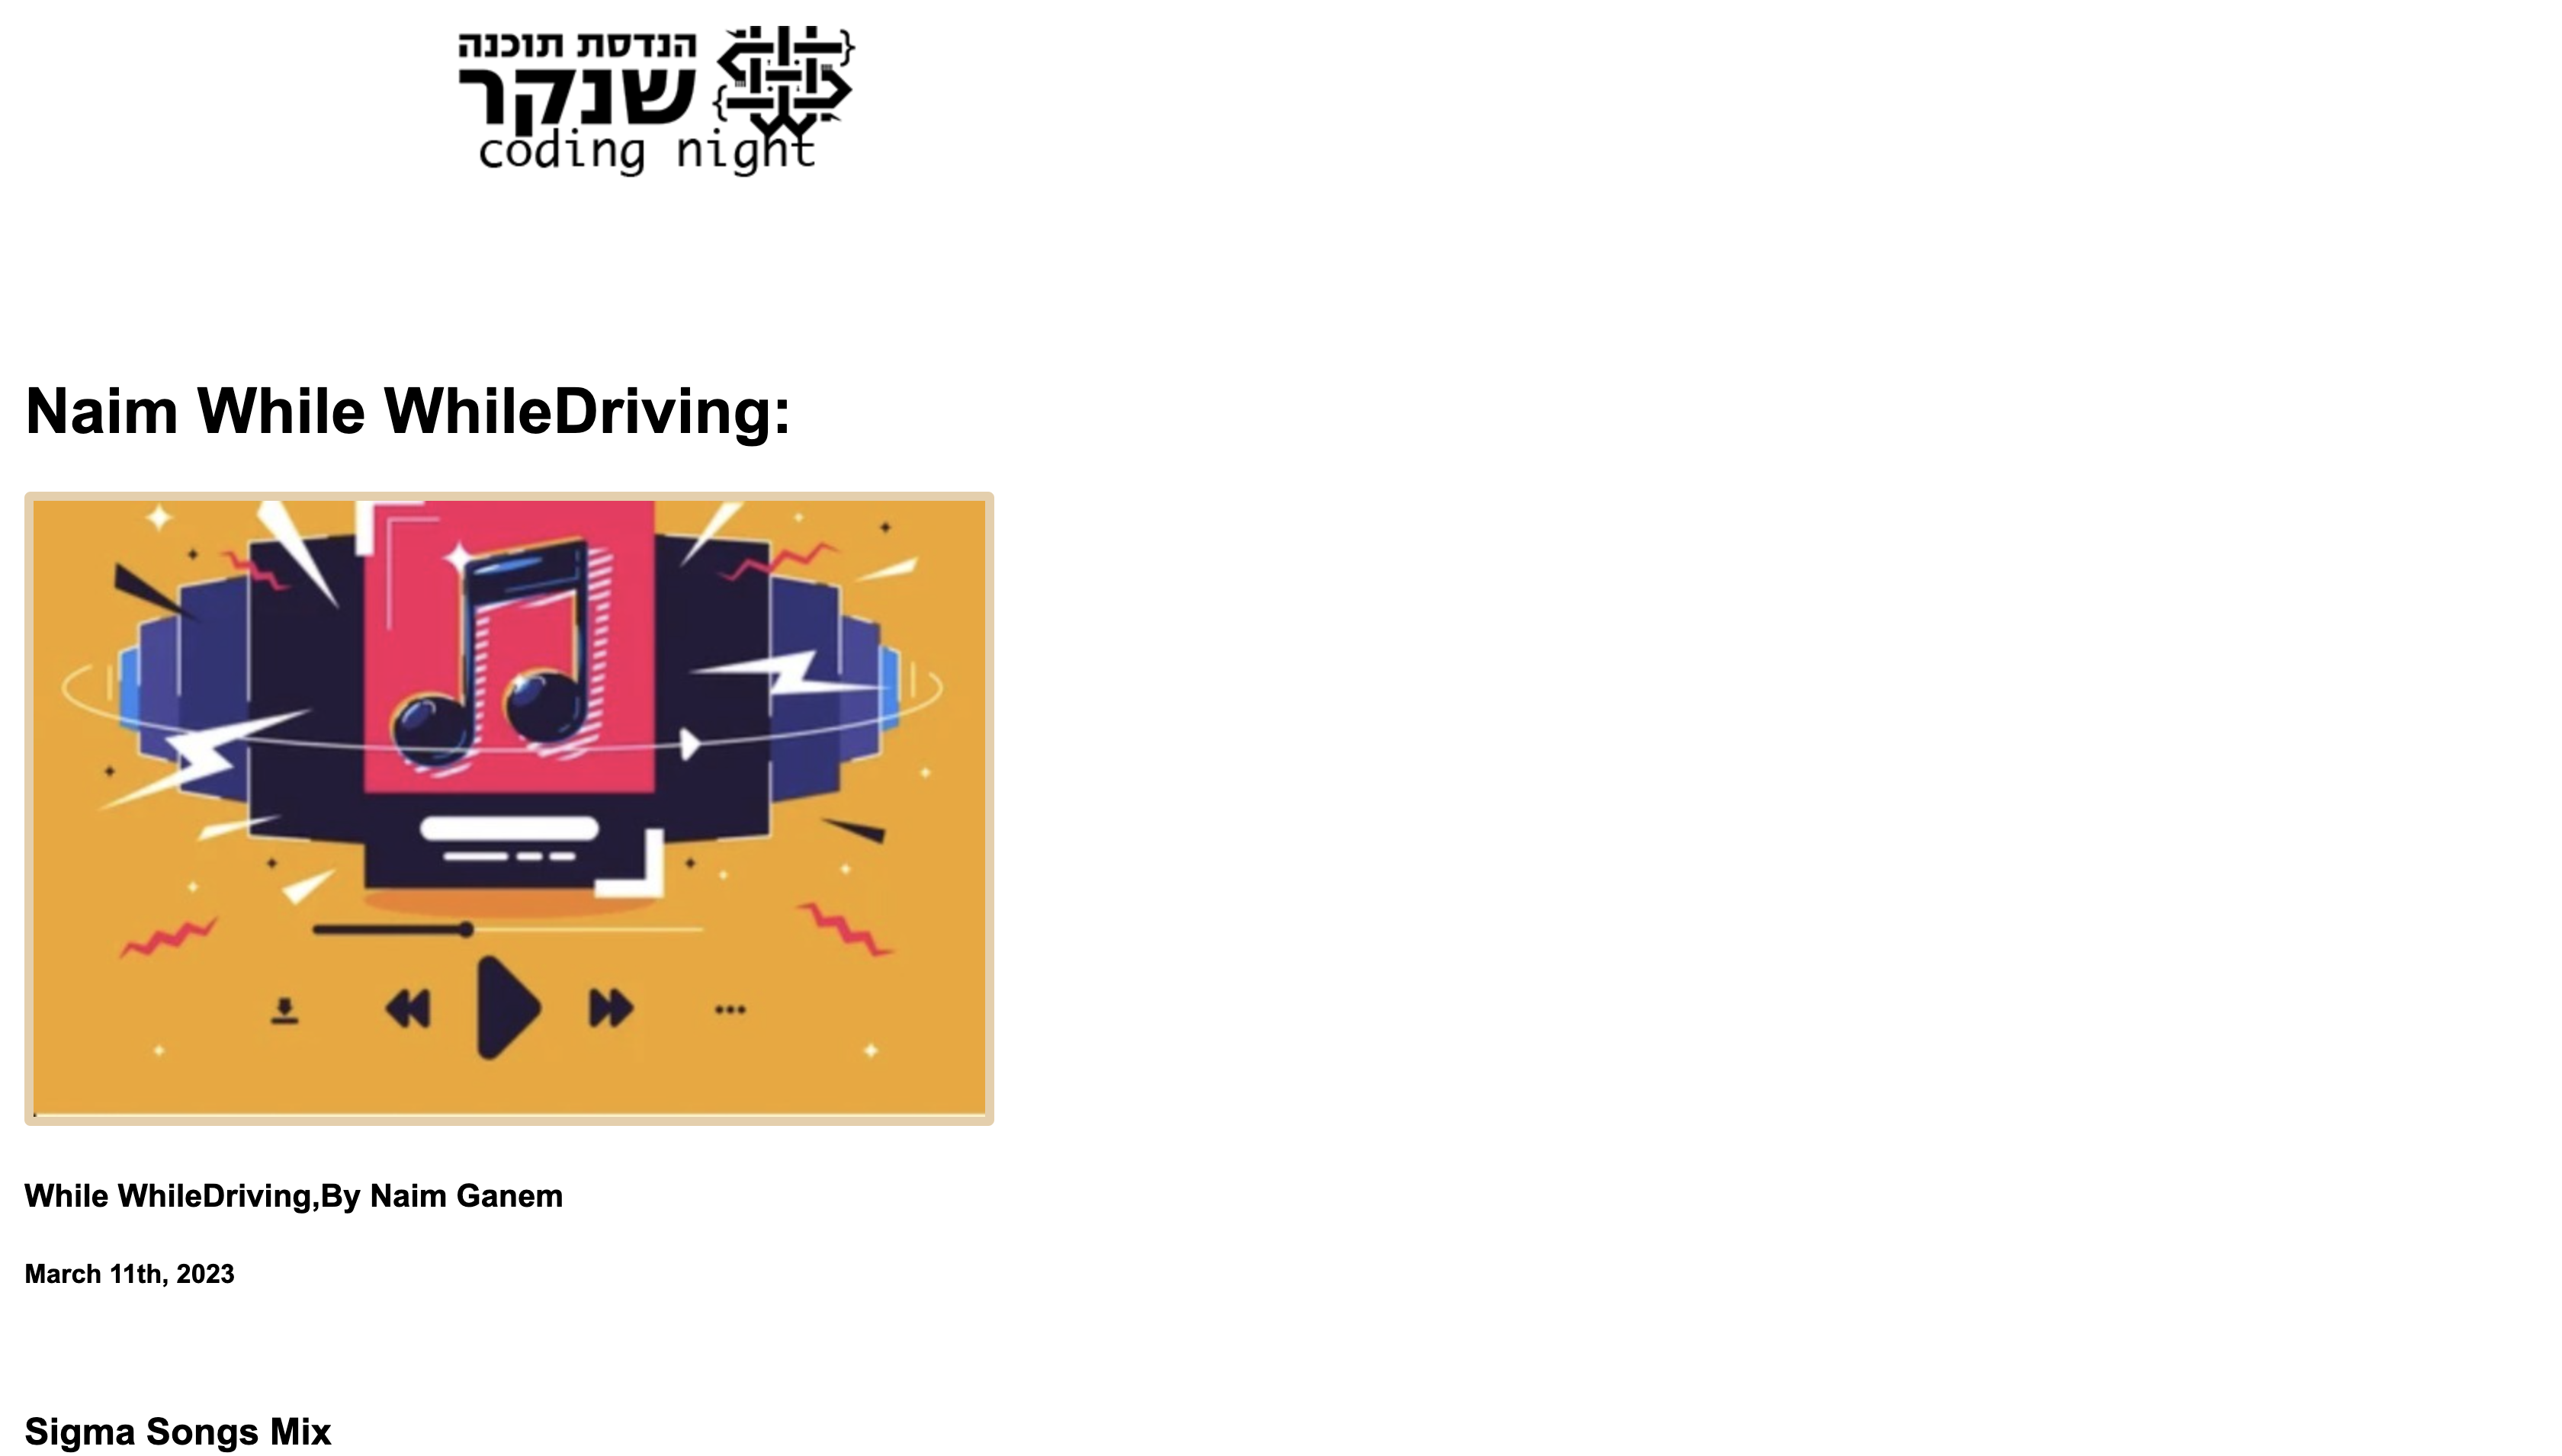 הנדסת תוכנה
שנקר
coding night
Naim While WhileDriving:
While WhileDriving,By Naim Ganem
March 11th, 2023
Sigma Songs Mix